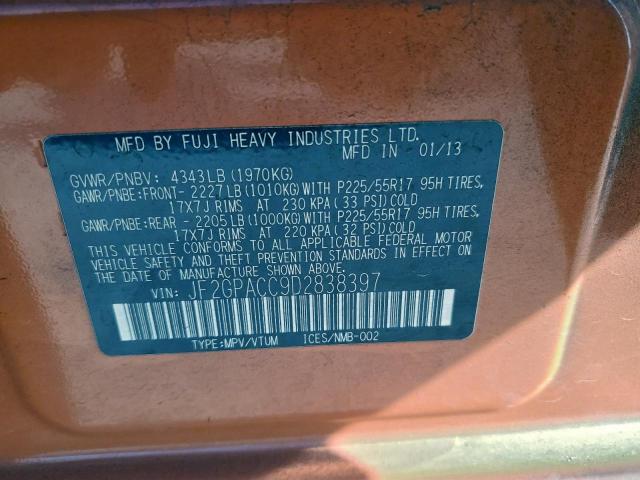 MFD BY FUJI HEAVY INDUSTRIES LTD.
MFD IN 01/13
GVWR/PNBV: 4343LB (1970KG)
GAWR/PNBE:FRONT- 2227LB (1010KG) WITH P225/55R17 95H TIRES,
17X7J RIMS AT 230 KPA (33 PSI) COLD
GAWR/PNBE:REAR - 2205LB (1000KG) WITH P225/55R17 95H TIRES,
17X7J RIMS AT 220 KPA (32 PSI) COLD
THIS VEHICLE CONFORMS TO ALL APPLICABLE FEDERAL MOTOR
VEHICLE SAFETY AND THEFT PREVENTION STANDARDS IN EFFECT ON
THE DATE OF MANUFACTURE SHOWN ABOVE.
VIN: JF2GPACC9D2838397
TYPE:MPV/VTUM ICES/NMB-002